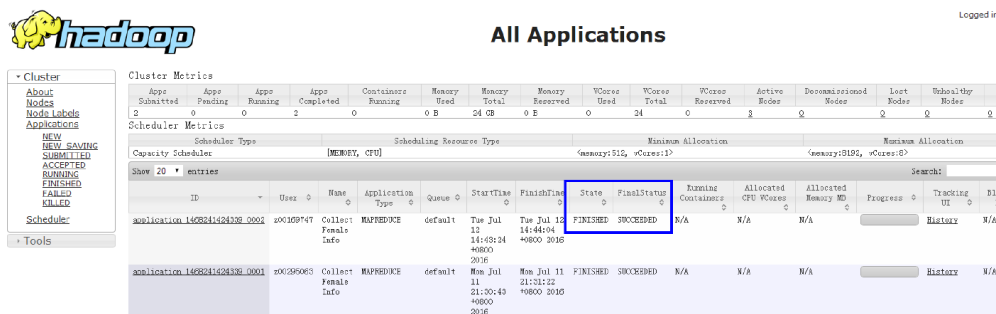 hadoop
All Applications
Logged in
Cluster
About
Nodes
Node Labels
Applications
NEW
NEW_SAVING
SUBMITTED
ACCEPTED
RUNNING
FINISHED
FAILED
KILLED
Scheduler
Tools
Cluster Metrics
Apps Submitted Apps Pending Apps Running Apps Completed Containers Running Memory Used Memory Total Memory Reserved VCores Used VCores Total VCores Reserved Active Nodes Decommissioned Nodes Lost Nodes Unhealthy Nodes
2 0 0 2 0 0 B 24 GB 0 B 0 24 0 3 0 0 0
Scheduler Metrics
Scheduler Type Scheduling Resource Type Minimum Allocation Maximum Allocation
Capacity Scheduler [MEMORY, CPU] <memory:512, vCores:1> <memory:8192, vCores:8>
Show 20 entries Search:
ID User Name Application Type Queue StartTime FinishTime State FinalStatus Running Containers Allocated CPU VCores Allocated Memory MB Progress Tracking UI Bl
application_1468241424339_0002 z00169747 Collect Female Info MAPREDUCE default Tue Jul 12 14:43:24 +0800 2016 Tue Jul 12 14:44:04 +0800 2016 FINISHED SUCCEEDED N/A N/A N/A History N/A
application_1468241424339_0001 z00295063 Collect Female Info MAPREDUCE default Mon Jul 11 21:30:43 +0800 2016 Mon Jul 11 21:31:22 +0800 2016 FINISHED SUCCEEDED N/A N/A N/A History N/A